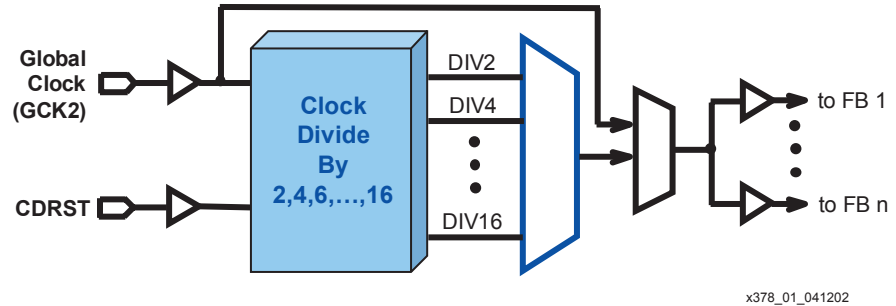 Global
Clock
(GCK2)
CDRST
Clock
Divide
By
2,4,6,…,16
DIV2
DIV4
DIV16
to FB 1
to FB n
x378_01_041202